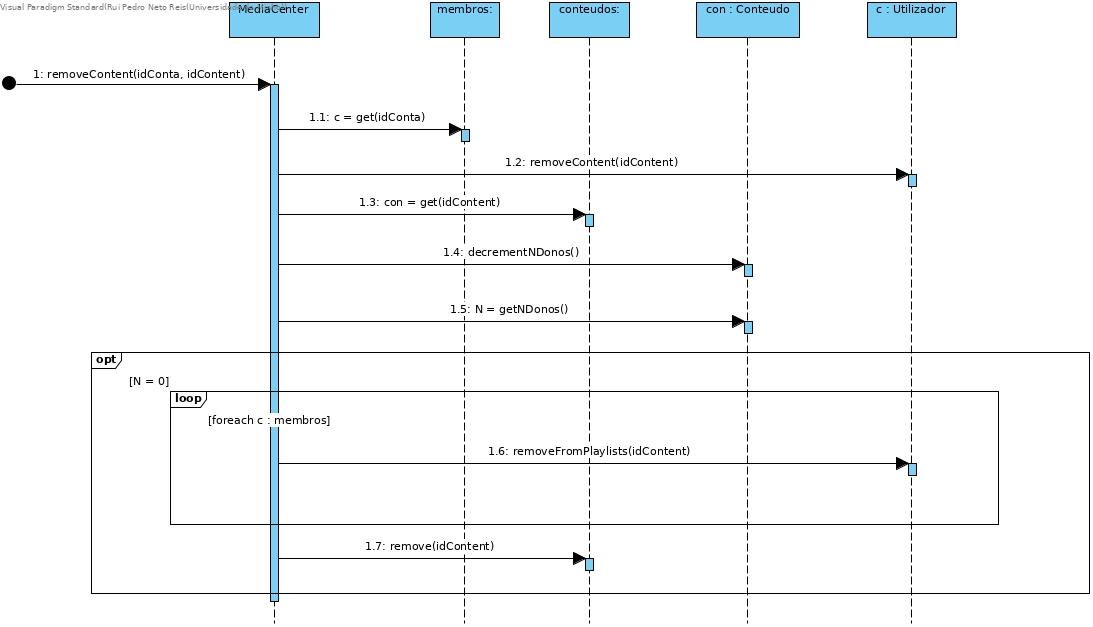 Visual Paradigm Standard(Rui Pedro Neto Reis(Universidade
MediaCenter
membros:
conteudos:
con : Conteudo
c : Utilizador
1: removeContent(idConta, idContent)
1.1: c = get(idConta)
1.2: removeContent(idContent)
1.3: con = get(idContent)
1.4: decrementNDonos()
1.5: N = getNDonos()
opt
[N = 0]
loop
[foreach c : membros]
1.6: removeFromPlaylists(idContent)
1.7: remove(idContent)